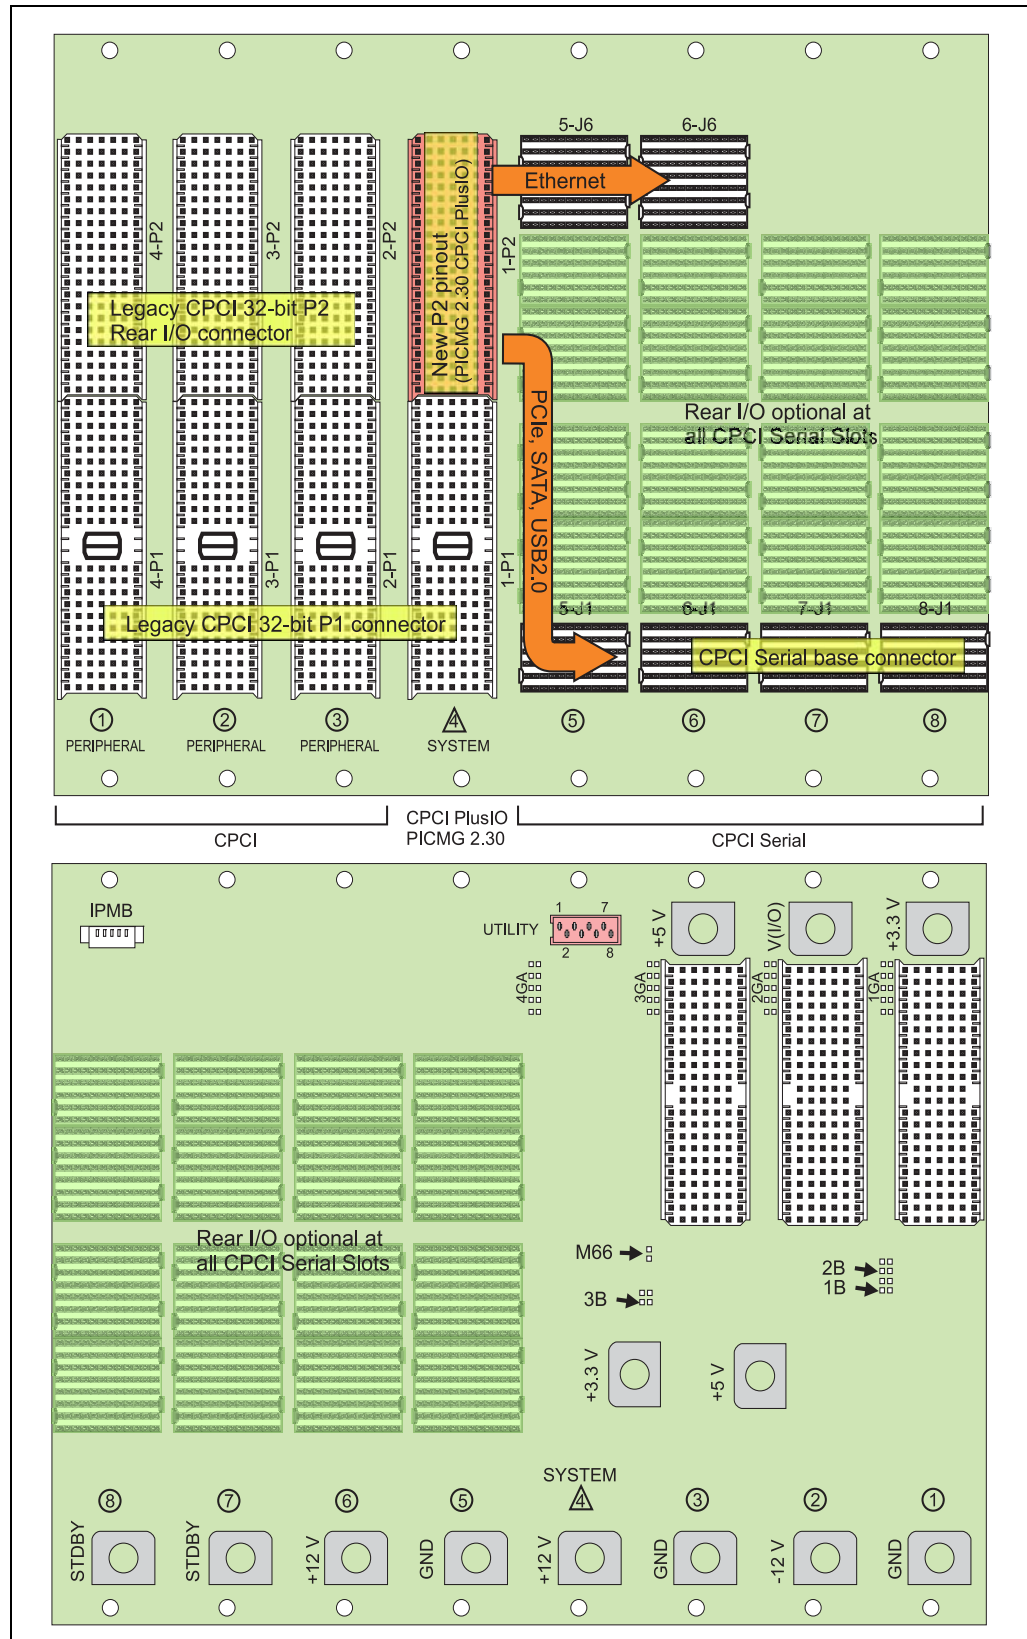 5-J6
6-J6
4-P2
3-P2
2-P2
1-P2
New P2 pinout
(PICMG 2.30 CPCI PlusIO)
Ethernet
Legacy CPCI 32-bit P2
Rear I/O connector
PCIe, SATA, USB2.0
Rear I/O optional at
all CPCI Serial Slots
4-P1
3-P1
2-P1
1-P1
5-J1
6-J1
7-J1
8-J1
Legacy CPCI 32-bit P1 connector
CPCI Serial base connector
1
2
3
4
5
6
7
8
PERIPHERAL
PERIPHERAL
PERIPHERAL
SYSTEM
CPCI
CPCI PlusIO
PICMG 2.30
CPCI Serial
IPMB
UTILITY
1
7
2
8
+5 V
V(I/O)
+3.3 V
4GA
3GA
2GA
1GA
Rear I/O optional at
all CPCI Serial Slots
M66
3B
2B
1B
+3.3 V
+5 V
SYSTEM
8
7
6
5
4
3
2
1
STDBY
STDBY
+12 V
GND
+12 V
GND
-12 V
GND